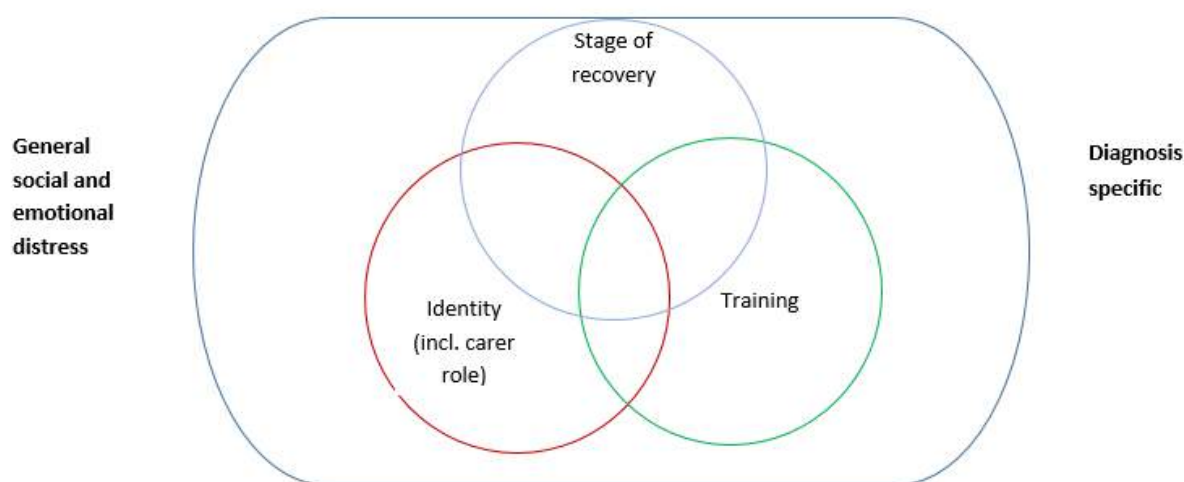 Stage of
recovery
General
social and
emotional
distress
Diagnosis
specific
Identity
(incl. carer
role)
Training